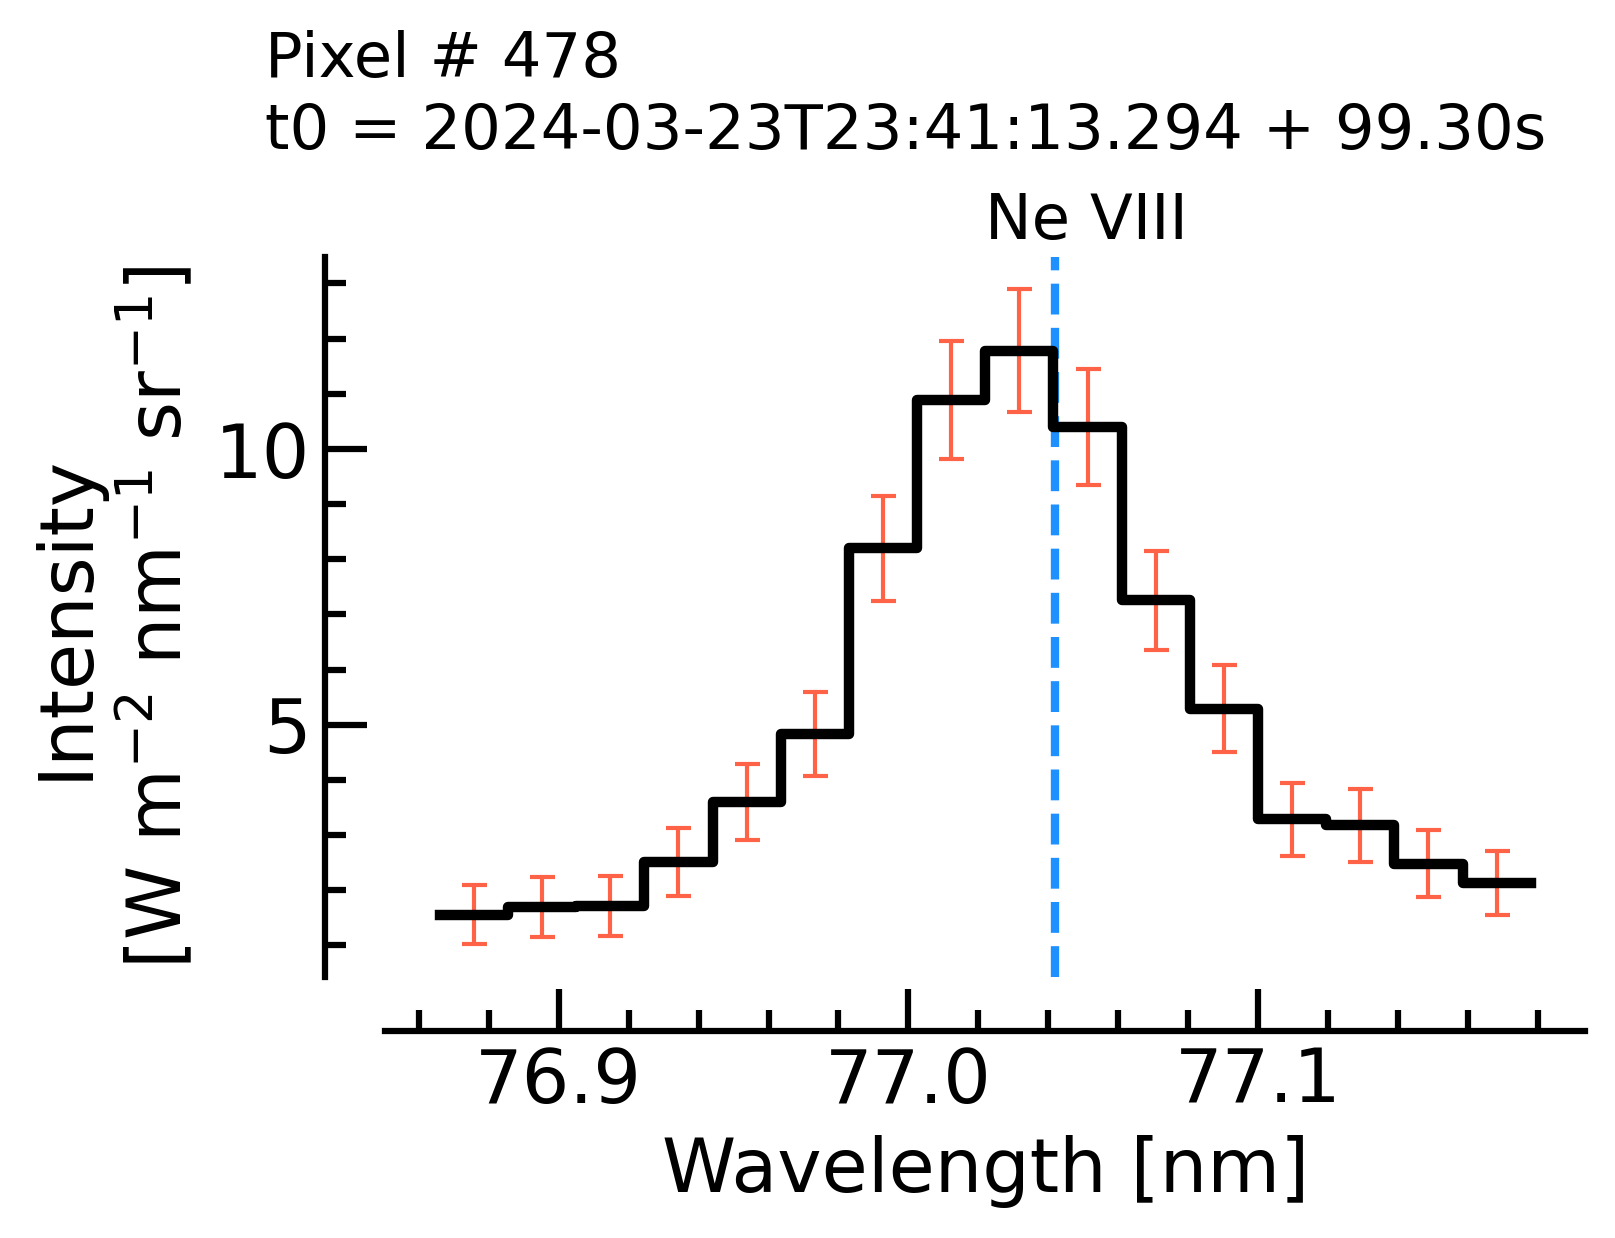 Pixel # 478
t0 = 2024-03-23T23:41:13.294 + 99.30s
Ne VIII
Intensity
[W m⁻² nm⁻¹ sr⁻¹]
10
5
76.9 77.0 77.1
Wavelength [nm]